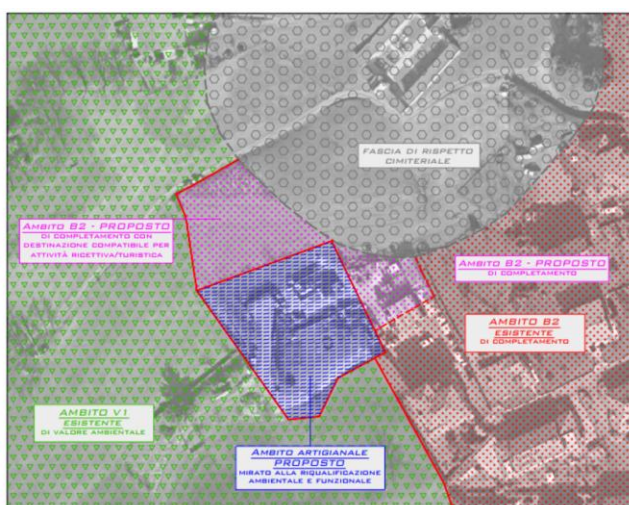 FASCIA DI RISPETTO
CIMITERIALE
AMBITO B2 - PROPOSTO
DI COMPLETAMENTO CON
DESTINAZIONE COMPATIBILE PER
ATTIVITÀ RICETTIVA/TURISTICA
AMBITO B2 - PROPOSTO
DI COMPLETAMENTO
AMBITO B2
ESISTENTE
DI COMPLETAMENTO
AMBITO V1
ESISTENTE
DI VALORE AMBIENTALE
AMBITO ARTIGIANALE
PROPOSTO
MIRATO ALLA RIQUALIFICAZIONE
AMBIENTALE E FUNZIONALE